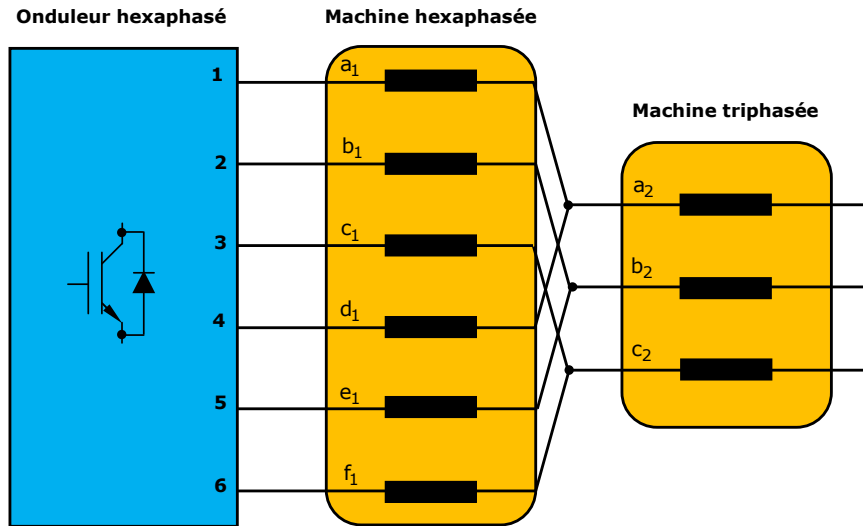 Onduleur hexaphasé
Machine hexaphasée
Machine triphasée
1
a1
2
b1
3
c1
4
d1
5
e1
6
f1
a2
b2
c2